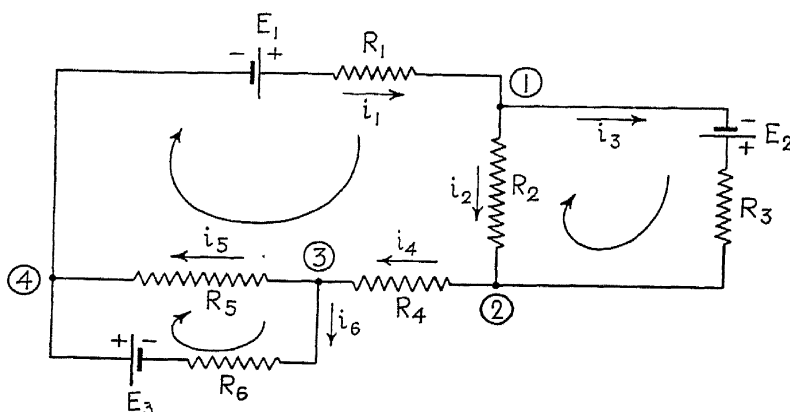 E₁
- +
R₁
①
i₁
i₃
-
+
E₂
i₂
R₂
R₃
i₅
③
i₄
④
R₅
R₄
②
i₆
+ -
R₆
E₃